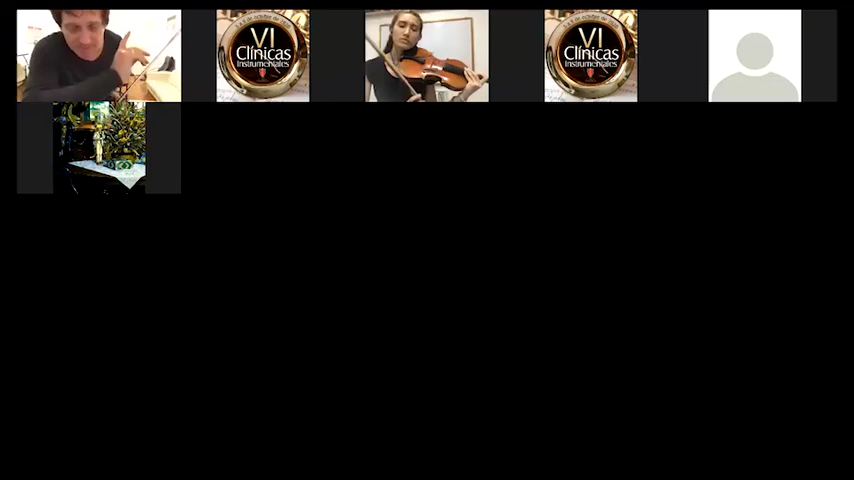 VI
Clínicas
Instrumentales
VI
Clínicas
Instrumentales